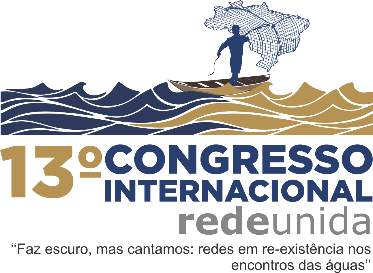 13º CONGRESSO
INTERNACIONAL
redeunida
“Faz escuro, mas cantamos: redes em re-existência nos
encontros das águas”